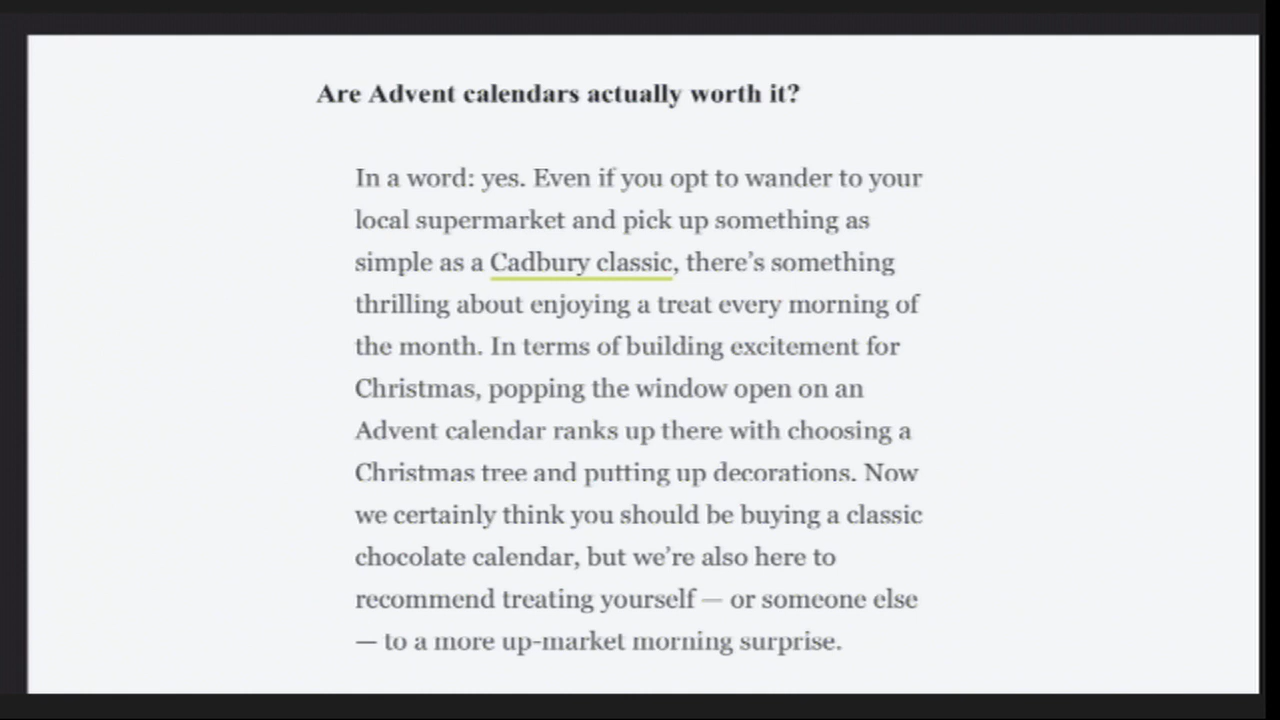 Are Advent calendars actually worth it?
In a word: yes. Even if you opt to wander to your
local supermarket and pick up something as
simple as a Cadbury classic, there’s something
thrilling about enjoying a treat every morning of
the month. In terms of building excitement for
Christmas, popping the window open on an
Advent calendar ranks up there with choosing a
Christmas tree and putting up decorations. Now
we certainly think you should be buying a classic
chocolate calendar, but we’re also here to
recommend treating yourself — or someone else
— to a more up-market morning surprise.